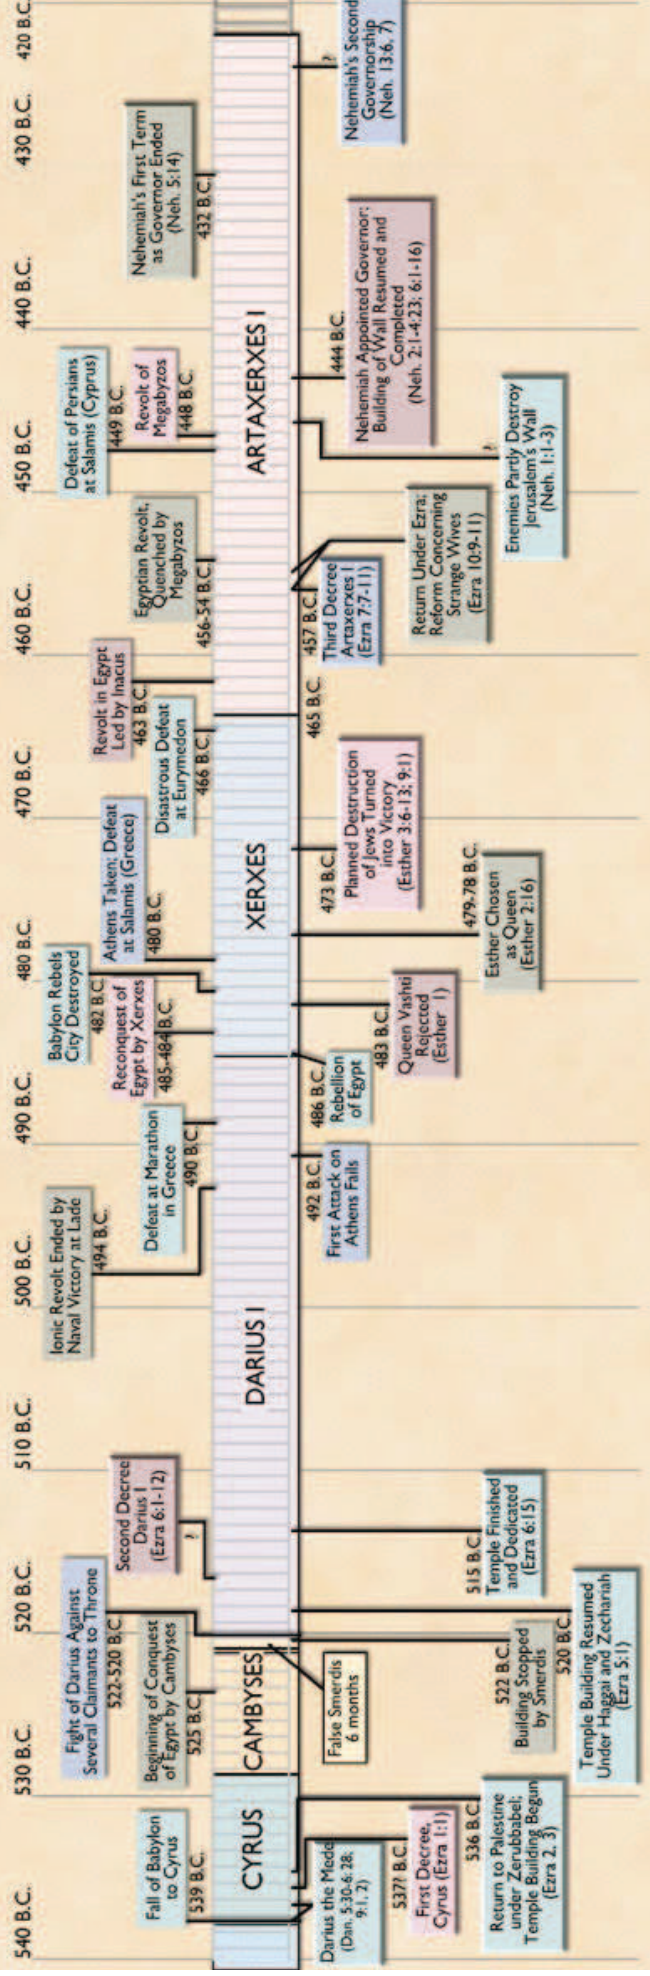 540 B.C.
530 B.C.
520 B.C.
510 B.C.
500 B.C.
490 B.C.
480 B.C.
470 B.C.
460 B.C.
450 B.C.
440 B.C.
430 B.C.
420 B.C.
Fall of Babylon
to Cyrus
539 B.C.
Fight of Darius Against
Several Claimants to Throne
522-520 B.C.
Beginning of Conquest
of Egypt by Cambyses
525 B.C.
Second Decree
Darius I
(Ezra 6:1-12)
?
Ionic Revolt Ended by
Naval Victory at Lade
494 B.C.
Defeat at Marathon
in Greece
490 B.C.
Babylon Rebels
City Destroyed
482 B.C.
Reconquest of
Egypt by Xerxes
485-484 B.C.
Athens Taken; Defeat
at Salamis (Greece)
480 B.C.
Disastrous Defeat
at Eurymedon
466 B.C.
Revolt in Egypt
Led by Inacus
463 B.C.
Egyptian Revolt,
Quenched by
Megabyzos
456-54 B.C.
Defeat of Persians
at Salamis (Cyprus)
449 B.C.
Revolt of
Megabyzos
448 B.C.
Nehemiah's First Term
as Governor Ended
(Neh. 5:14)
432 B.C.
CYRUS
CAMBYSES
DARIUS I
XERXES
ARTAXERXES I
Darius the Mede
(Dan. 5:30-6: 28;
9:1, 2)
537? B.C.
First Decree,
Cyrus (Ezra 1:1)
536 B.C.
Return to Palestine
under Zerubbabel;
Temple Building Begun
(Ezra 2, 3)
False Smerdis
6 months
522 B.C.
Building Stopped
by Smerdis
520 B.C.
Temple Building Resumed
Under Haggai and Zechariah
(Ezra 5:1)
515 B.C.
Temple Finished
and Dedicated
(Ezra 6:15)
492 B.C.
First Attack on
Athens Fails
486 B.C.
Rebellion
of Egypt
483 B.C.
Queen Vashti
Rejected
(Esther 1)
479-78 B.C.
Esther Chosen
as Queen
(Esther 2:16)
473 B.C.
Planned Destruction
of Jews Turned
into Victory
(Esther 3:6-13; 9:1)
465 B.C.
457 B.C.
Third Decree
Artaxerxes I
(Ezra 7:7-11)
Return Under Ezra;
Reform Concerning
Strange Wives
(Ezra 10:9-11)
?
Enemies Partly Destroy
Jerusalem's Wall
(Neh. 1:1-3)
444 B.C.
Nehemiah Appointed Governor;
Building of Wall Resumed and
Completed
(Neh. 2:1-4:23; 6:1-16)
?
Nehemiah's Second
Governorship
(Neh. 13:6, 7)